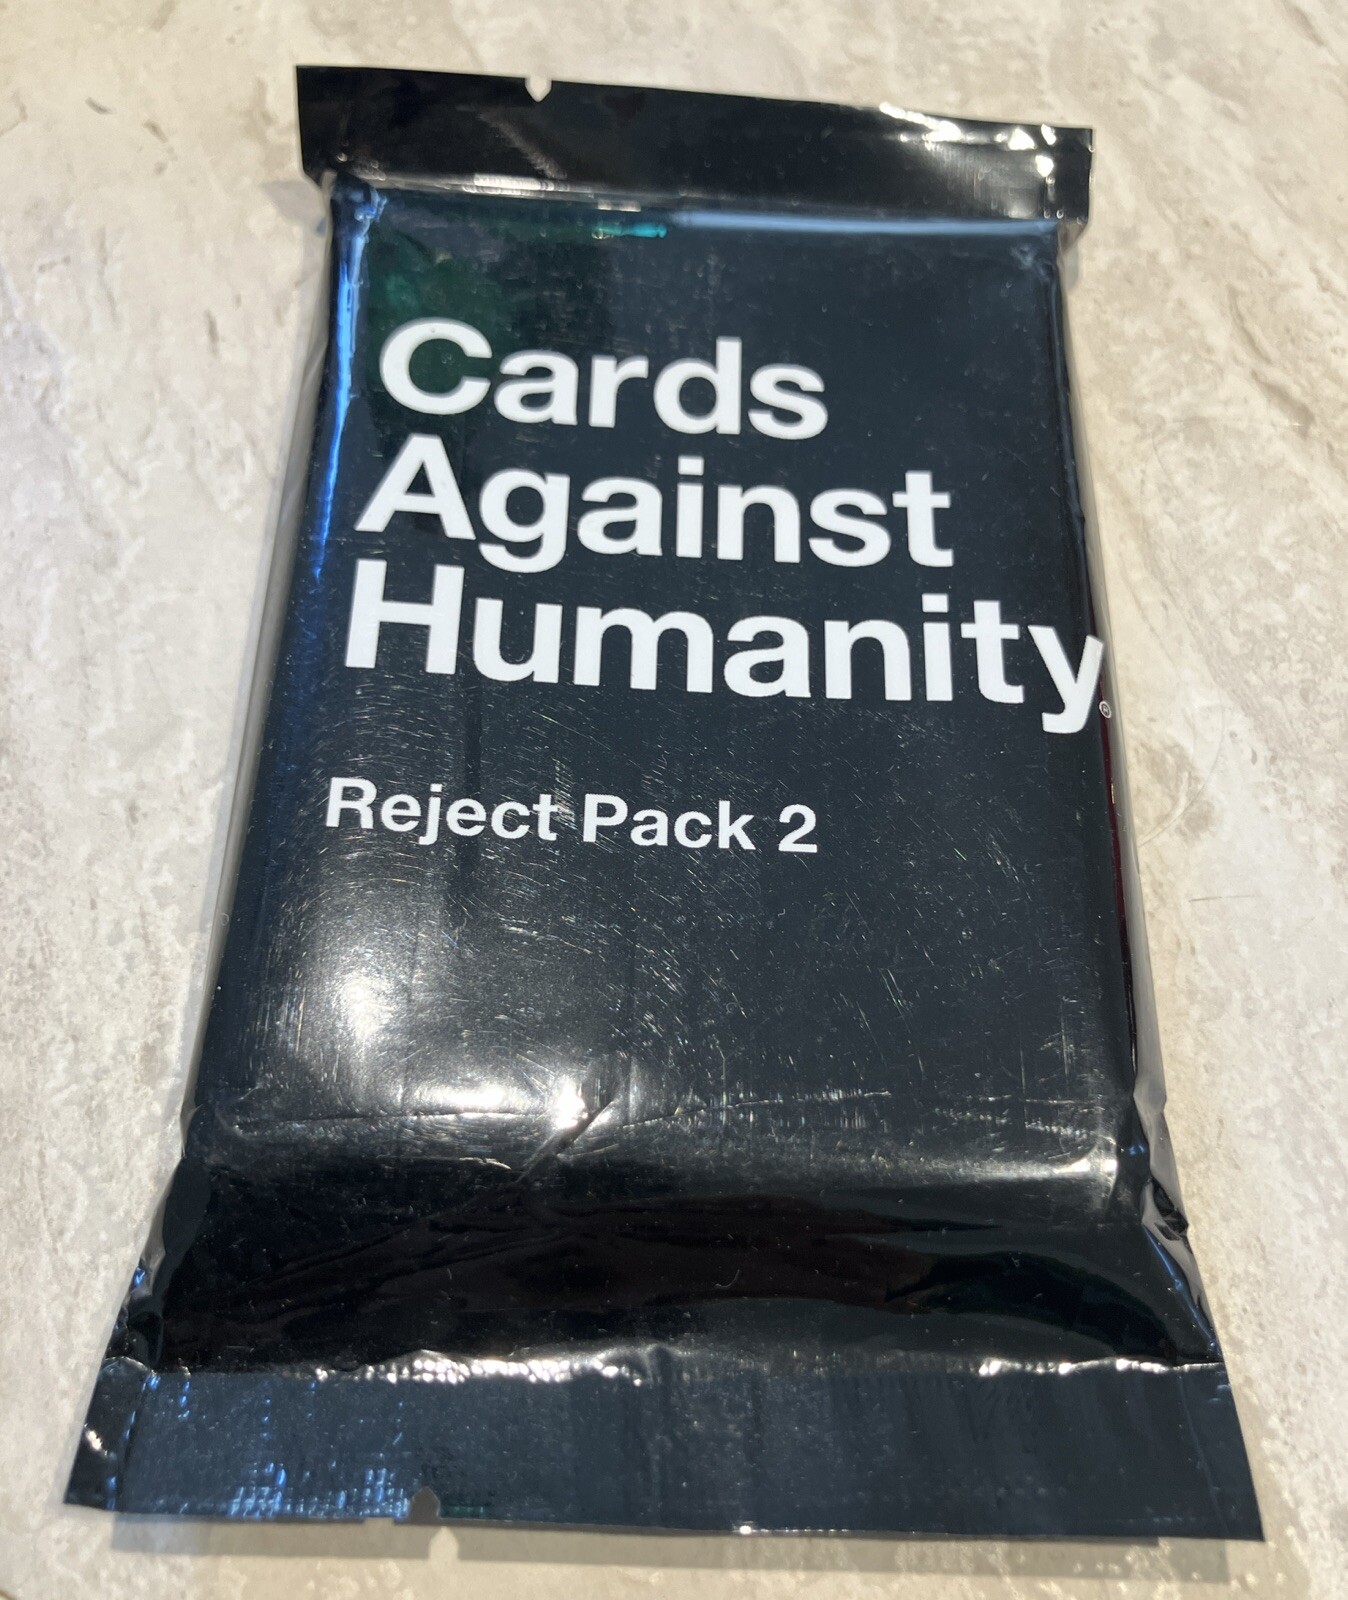 Cards
Against
Humanity®
Reject Pack 2